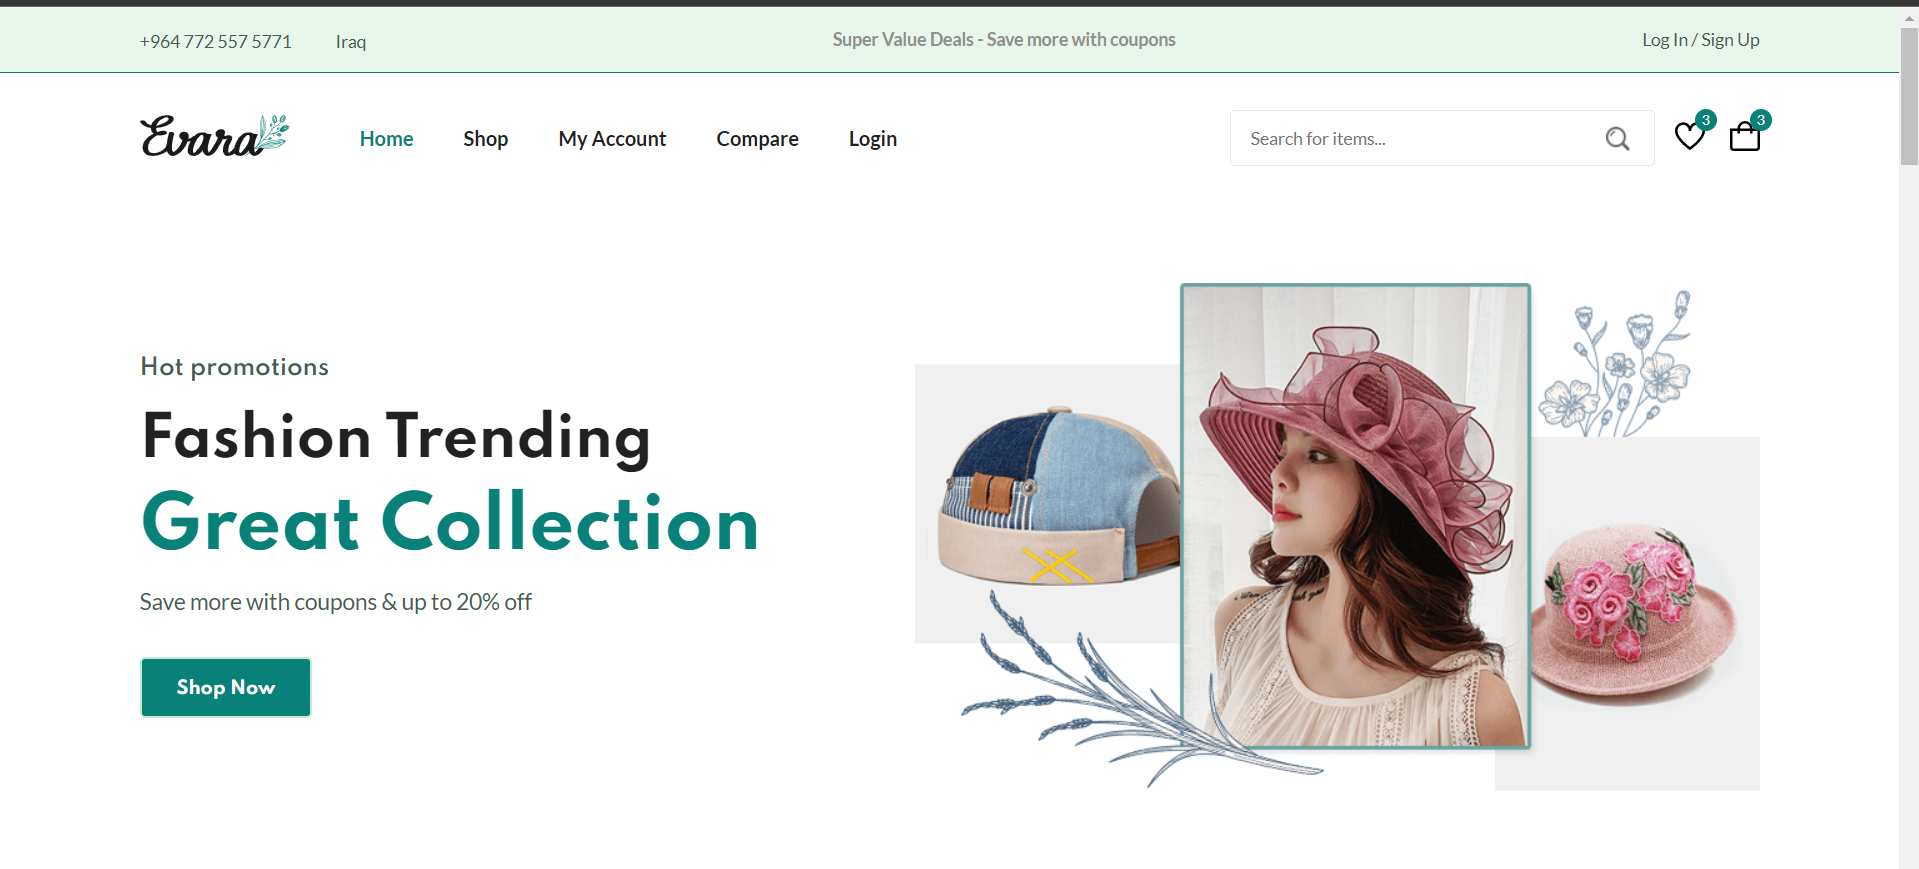 +964 772 557 5771
Iraq
Super Value Deals - Save more with coupons
Log In / Sign Up
Evara
Home
Shop
My Account
Compare
Login
Search for items...
3
3
Hot promotions
Fashion Trending
Great Collection
Save more with coupons & up to 20% off
Shop Now